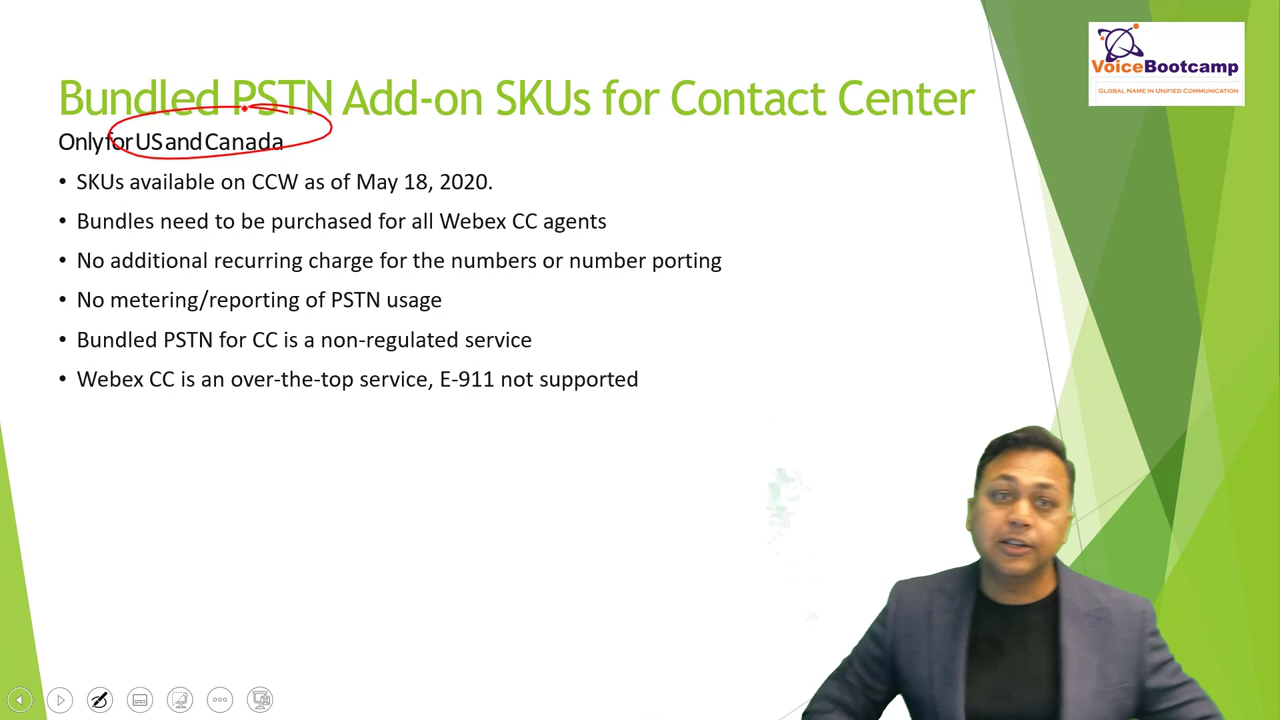 VoiceBootcamp
GLOBAL NAME IN UNIFIED COMMUNICATION
Bundled PSTN Add-on SKUs for Contact Center
Only for US and Canada
• SKUs available on CCW as of May 18, 2020.
• Bundles need to be purchased for all Webex CC agents
• No additional recurring charge for the numbers or number porting
• No metering/reporting of PSTN usage
• Bundled PSTN for CC is a non-regulated service
• Webex CC is an over-the-top service, E-911 not supported